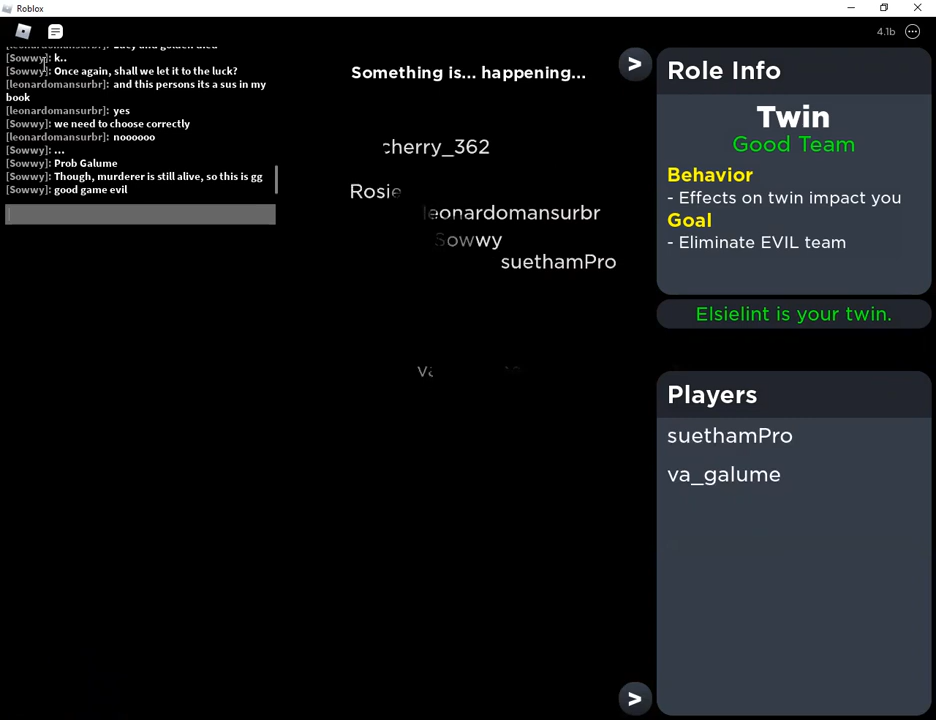 Roblox
4.1b
[Sowwy]: k..
[Sowwy]: Once again, shall we let it to the luck?
[leonardomansurbr]: and this persons its a sus in my
book
[leonardomansurbr]: yes
[Sowwy]: we need to choose correctly
[leonardomansurbr]: noooooo
[Sowwy]: ...
[Sowwy]: Prob Galume
[Sowwy]: Though, murderer is still alive, so this is gg
[Sowwy]: good game evil
Something is... happening...
cherry_362
Rosie
leonardomansurbr
Sowwy
suethamPro
>
Role Info
Twin
Good Team
Behavior
- Effects on twin impact you
Goal
- Eliminate EVIL team
Elsielint is your twin.
Players
suethamPro
va_galume
>